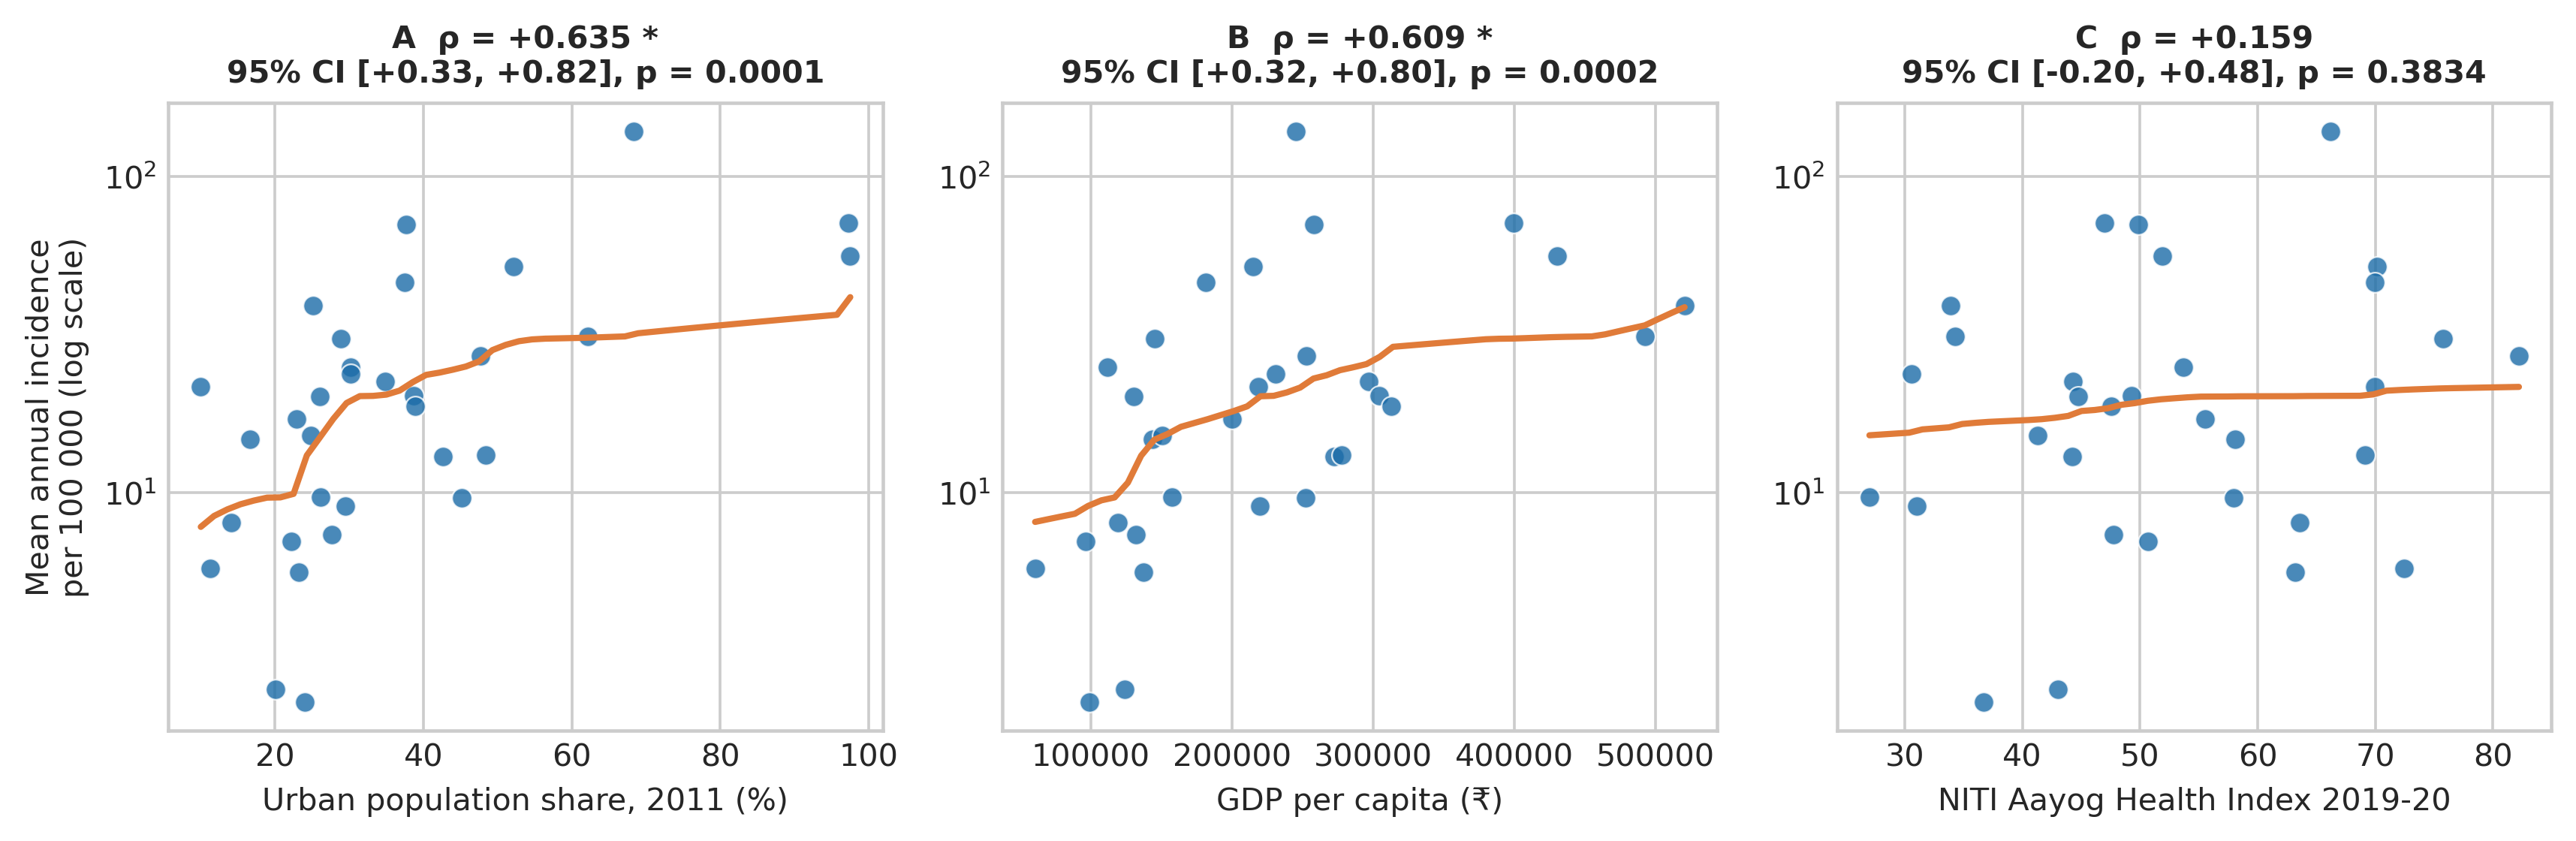 A  ρ = +0.635 *
95% CI [+0.33, +0.82], p = 0.0001
B  ρ = +0.609 *
95% CI [+0.32, +0.80], p = 0.0002
C  ρ = +0.159
95% CI [-0.20, +0.48], p = 0.3834
Mean annual incidence
per 100 000 (log scale)
10²
10¹
20 40 60 80 100
Urban population share, 2011 (%)
10²
10¹
100000 200000 300000 400000 500000
GDP per capita (₹)
10²
10¹
30 40 50 60 70 80
NITI Aayog Health Index 2019-20